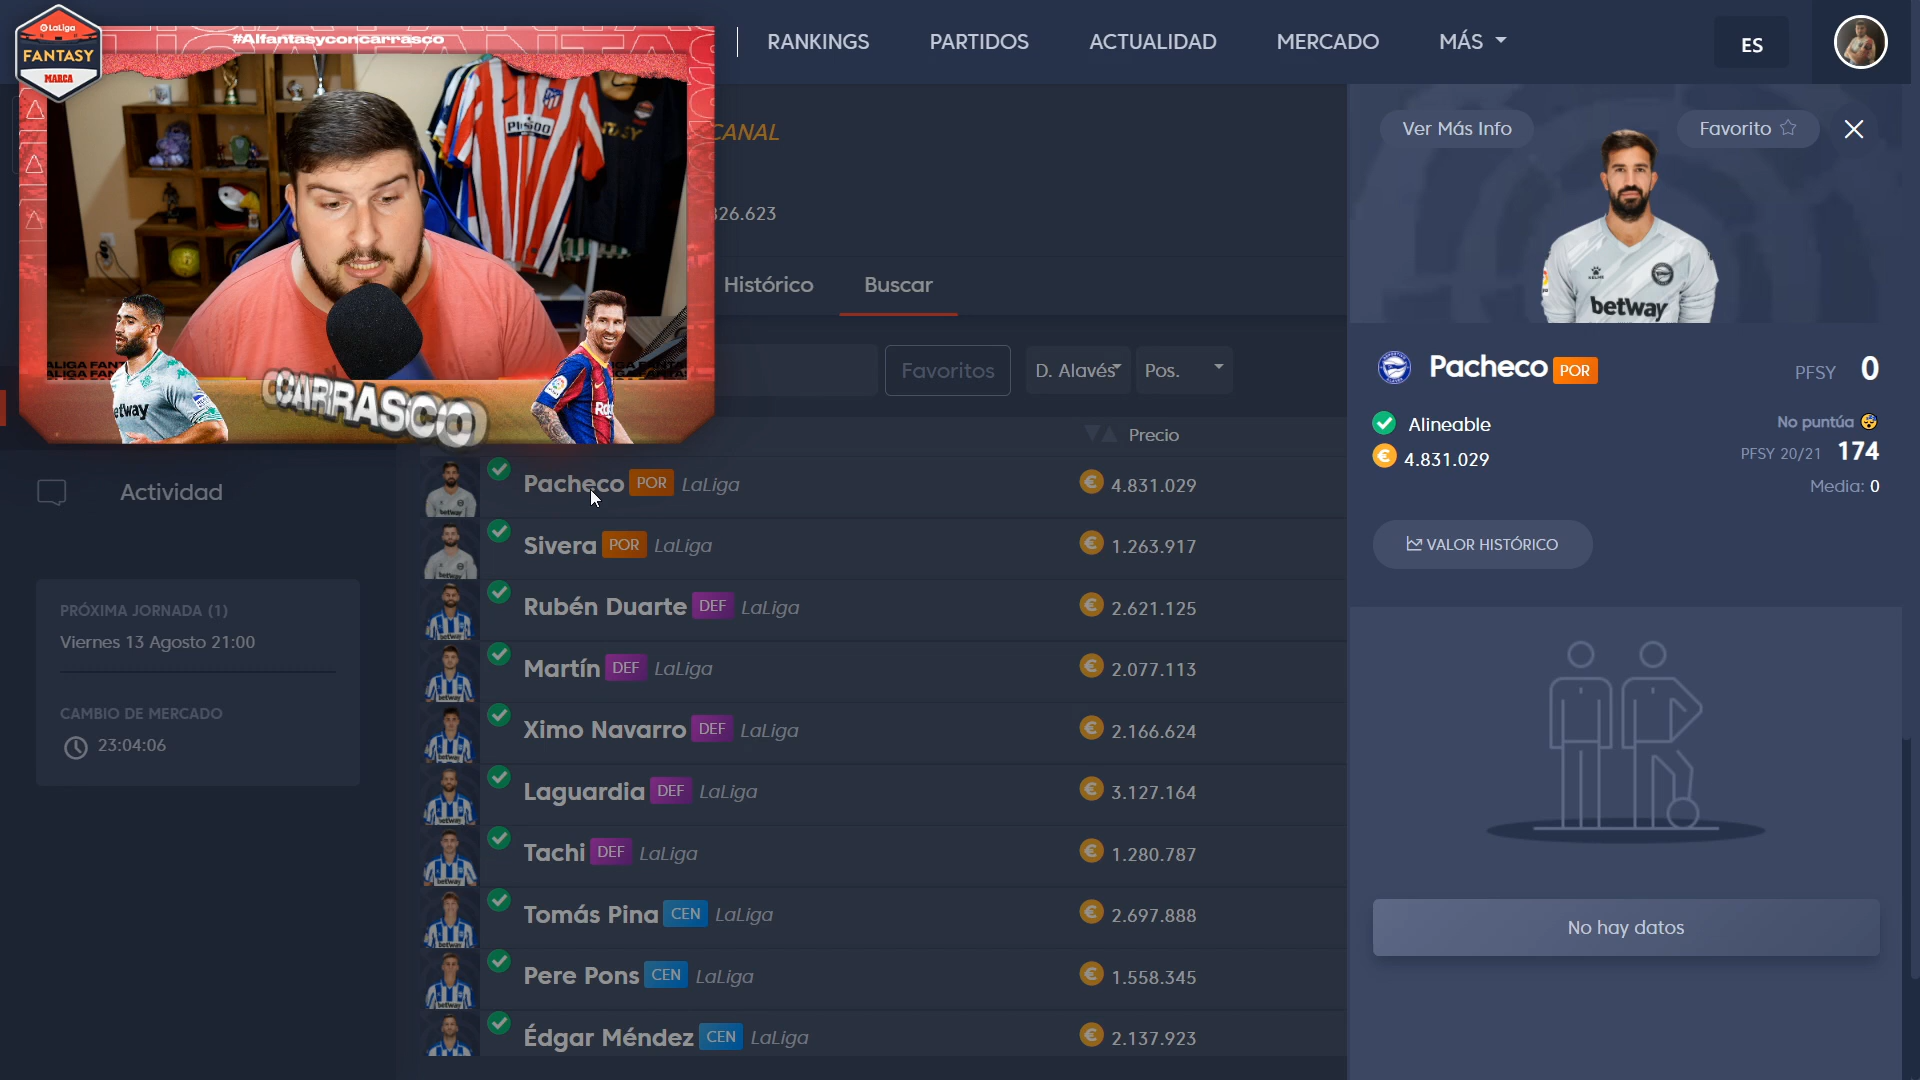 LaLiga
FANTASY
MARCA
#Alfantasyconcarrasco
Plus500
CARRASCO
betway
RANKINGS
PARTIDOS
ACTUALIDAD
MERCADO
MÁS
ES
CANAL
326.623
Histórico
Buscar
Favoritos
D. Alavés
Pos.
Precio
Pacheco POR LaLiga 4.831.029
Sivera POR LaLiga 1.263.917
Rubén Duarte DEF LaLiga 2.621.125
Martín DEF LaLiga 2.077.113
Ximo Navarro DEF LaLiga 2.166.624
Laguardia DEF LaLiga 3.127.164
Tachi DEF LaLiga 1.280.787
Tomás Pina CEN LaLiga 2.697.888
Pere Pons CEN LaLiga 1.558.345
Édgar Méndez CEN LaLiga 2.137.923
Actividad
PRÓXIMA JORNADA (1)
Viernes 13 Agosto 21:00
CAMBIO DE MERCADO
23:04:06
Ver Más Info
Favorito
betway
Pacheco POR
PFSY 0
Alineable
No puntúa
4.831.029
PFSY 20/21 174
Media: 0
VALOR HISTÓRICO
No hay datos